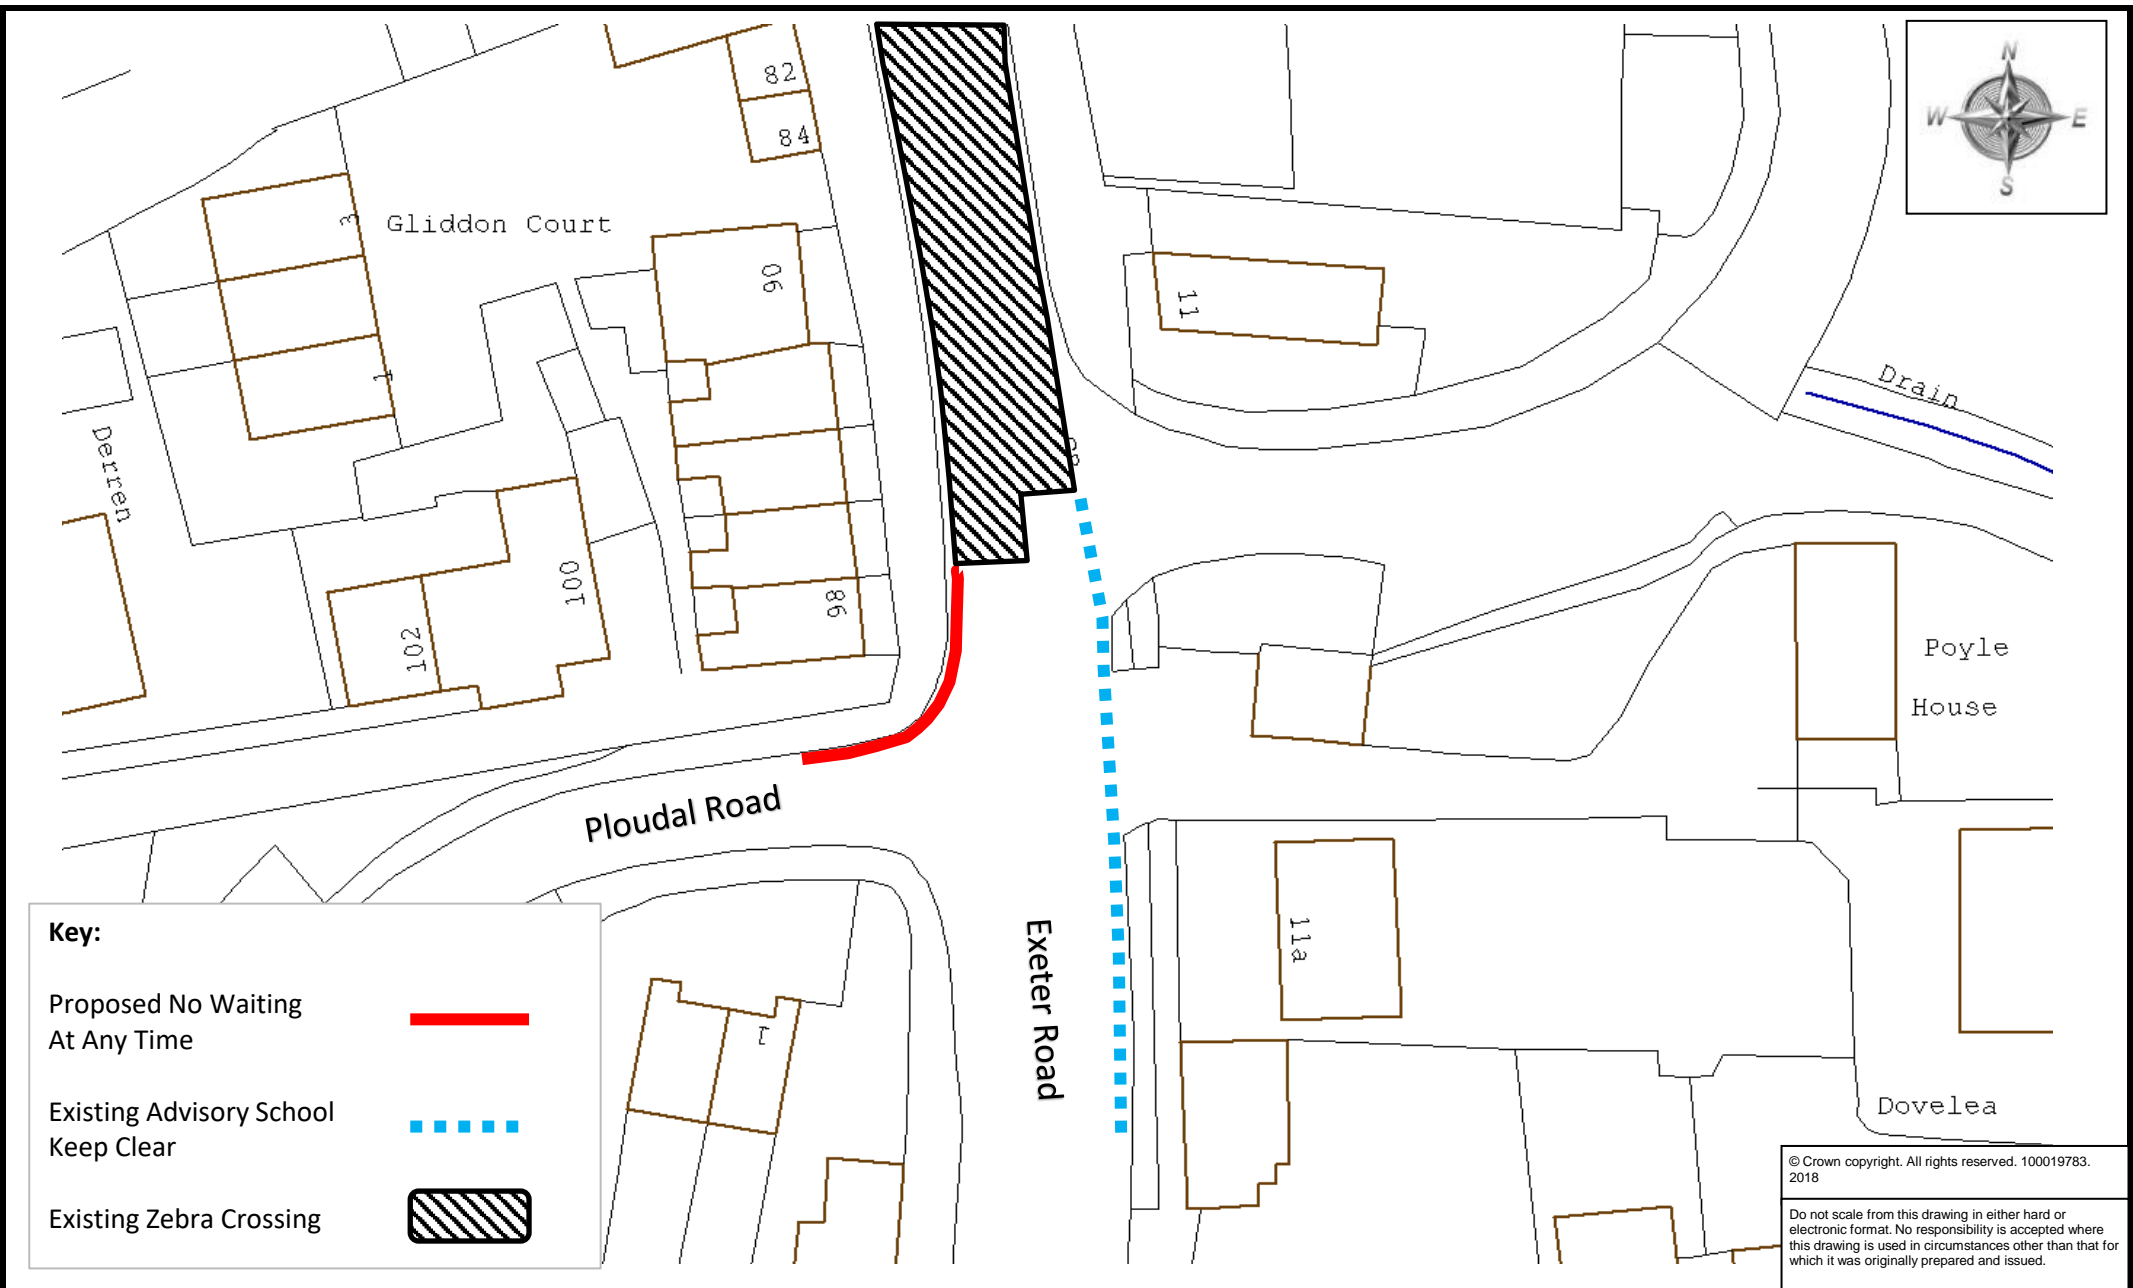 82
84
N
W
E
S
3
Gliddon Court
90
11
1
Drain
Derren
100
98
102
Poyle
House
Ploudal Road
11a
Exeter Road
1
Dovelea
Key:
Proposed No Waiting
At Any Time
Existing Advisory School
Keep Clear
Existing Zebra Crossing
© Crown copyright. All rights reserved. 100019783.
2018
Do not scale from this drawing in either hard or
electronic format. No responsibility is accepted where
this drawing is used in circumstances other than that for
which it was originally prepared and issued.